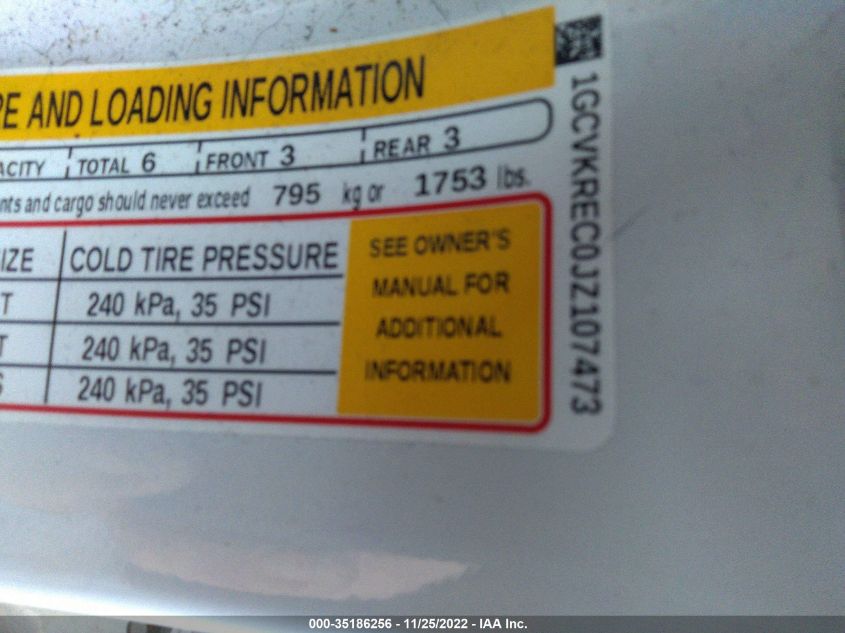 RE AND LOADING INFORMATION
ACITY TOTAL 6 FRONT 3 REAR 3
nts and cargo should never exceed 795 kg or 1753 lbs.
IZE COLD TIRE PRESSURE
T 240 kPa, 35 PSI
T 240 kPa, 35 PSI
S 240 kPa, 35 PSI
SEE OWNER'S
MANUAL FOR
ADDITIONAL
INFORMATION
1GCVKREC0JZ107473
000-35186256 - 11/25/2022 - IAA Inc.